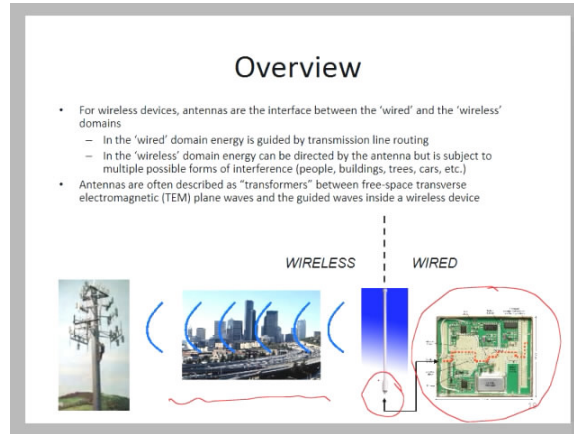 Overview
• For wireless devices, antennas are the interface between the ‘wired’ and the ‘wireless’
domains
– In the ‘wired’ domain energy is guided by transmission line routing
– In the ‘wireless’ domain energy can be directed by the antenna but is subject to
multiple possible forms of interference (people, buildings, trees, cars, etc.)
• Antennas are often described as “transformers” between free-space transverse
electromagnetic (TEM) plane waves and the guided waves inside a wireless device
WIRELESS WIRED